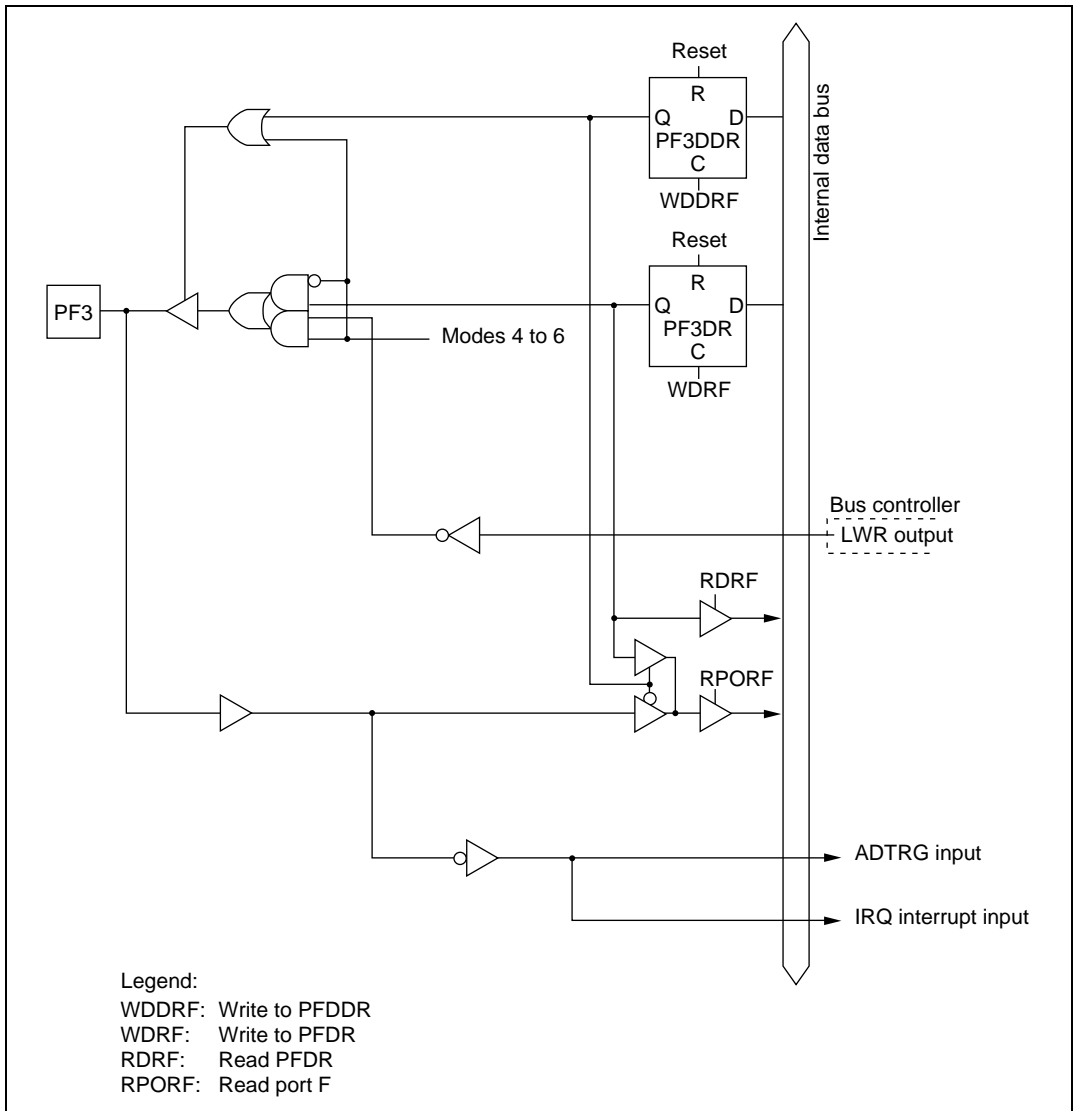 Reset
R
Q D
PF3DDR
C
WDDRF
Internal data bus
Reset
R
Q D
PF3DR
C
WDRF
PF3
Modes 4 to 6
Bus controller
LWR output
RDRF
RPORF
ADTRG input
IRQ interrupt input
Legend:
WDDRF: Write to PFDDR
WDRF: Write to PFDR
RDRF: Read PFDR
RPORF: Read port F